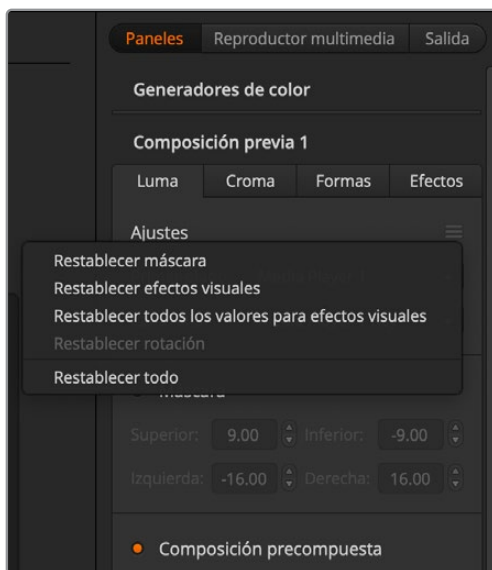 Paneles Reproductor multimedia Salida
Generadores de color
Composición previa 1
Luma Croma Formas Efectos
Ajustes
Restablecer máscara
Restablecer efectos visuales
Restablecer todos los valores para efectos visuales
Restablecer rotación
Restablecer todo
Máscara
Superior: 9.00 Inferior: -9.00
Izquierda: -16.00 Derecha: 16.00
Composición precompuesta